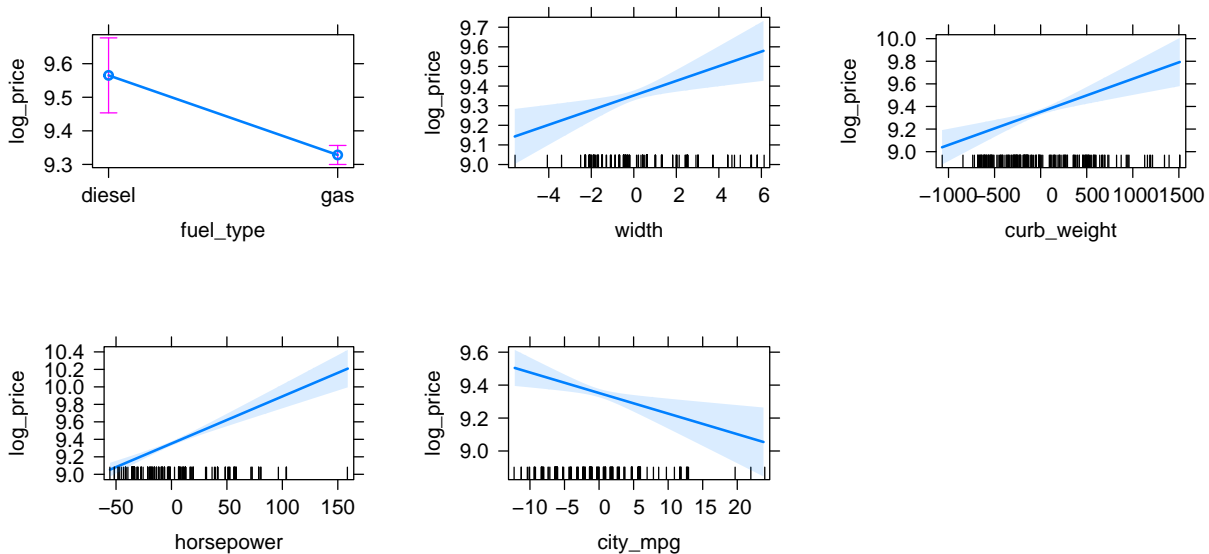 log_price
9.6
9.5
9.4
9.3
diesel gas
fuel_type
log_price
9.7
9.6
9.5
9.4
9.3
9.2
9.1
9.0
−4 −2 0 2 4 6
width
log_price
10.0
9.8
9.6
9.4
9.2
9.0
−1000 −500 0 500 1000 1500
curb_weight
log_price
10.4
10.2
10.0
9.8
9.6
9.4
9.2
9.0
−50 0 50 100 150
horsepower
log_price
9.6
9.4
9.2
9.0
−10 −5 0 5 10 15 20
city_mpg